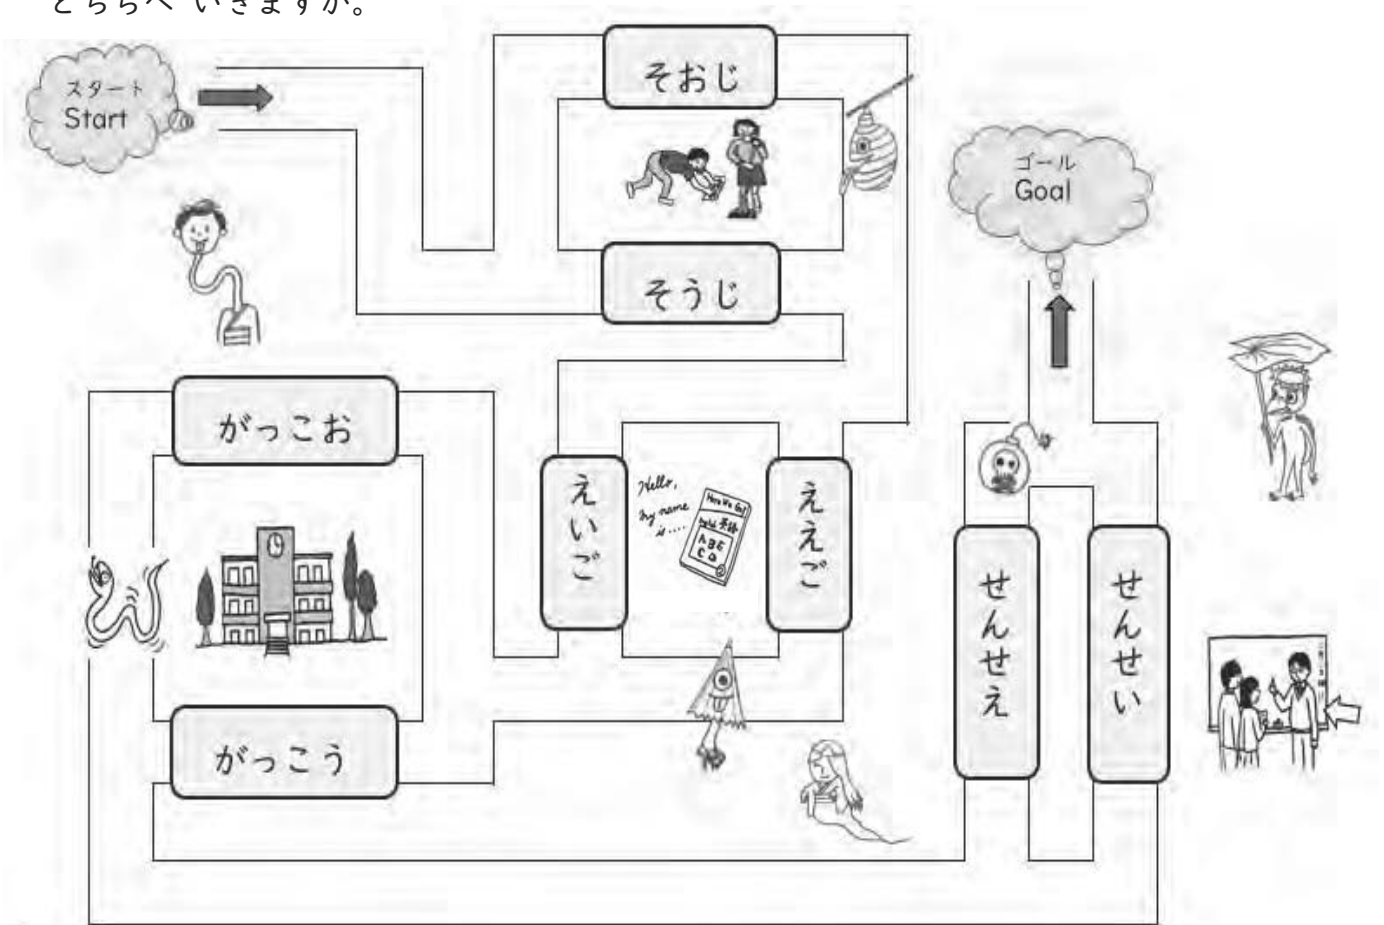 どちらへ いきますか。
スタート
Start
そおじ
ゴール
Goal
そうじ
がっこお
えいご
Hello,
my name
is ....
ABC
ええご
せんせえ
せんせい
がっこう